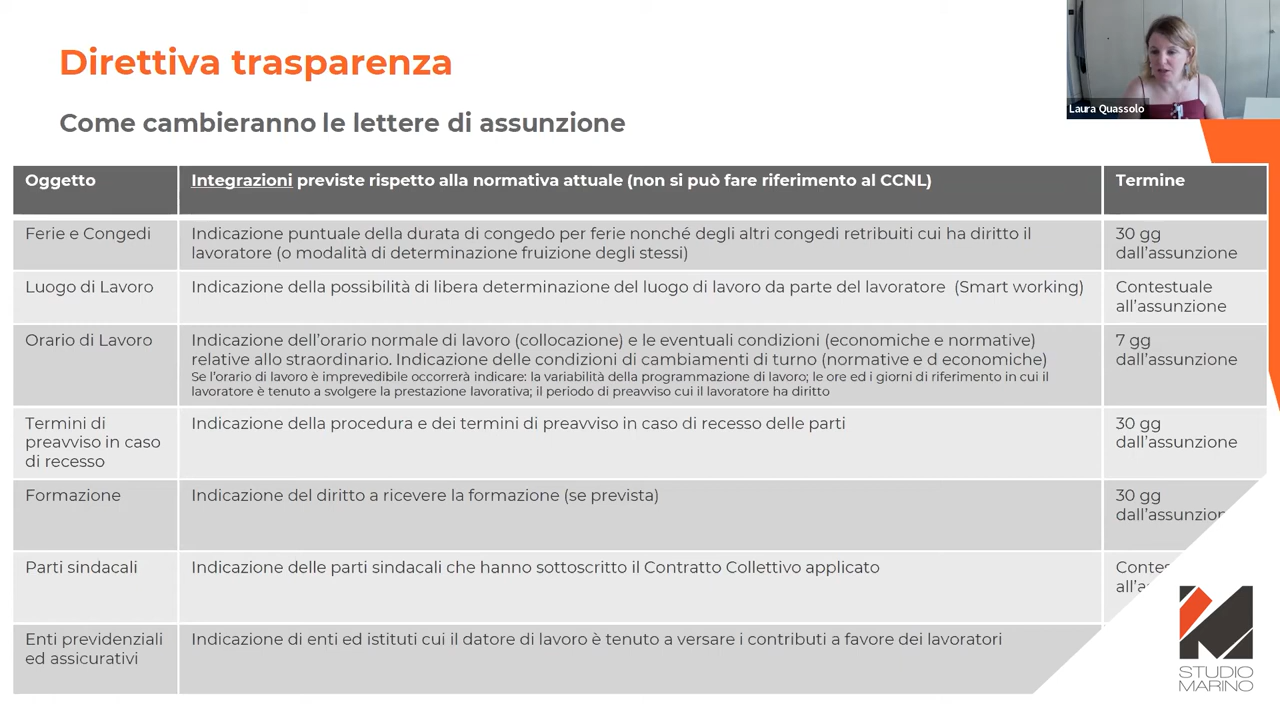 Direttiva trasparenza
Laura Quassolo
Come cambieranno le lettere di assunzione
Oggetto
Integrazioni previste rispetto alla normativa attuale (non si può fare riferimento al CCNL)
Termine
Ferie e Congedi
Indicazione puntuale della durata di congedo per ferie nonché degli altri congedi retribuiti cui ha diritto il
lavoratore (o modalità di determinazione fruizione degli stessi)
30 gg
dall'assunzione
Luogo di Lavoro
Indicazione della possibilità di libera determinazione del luogo di lavoro da parte del lavoratore (Smart working)
Contestuale
all'assunzione
Orario di Lavoro
Indicazione dell'orario normale di lavoro (collocazione) e le eventuali condizioni (economiche e normative)
relative allo straordinario. Indicazione delle condizioni di cambiamenti di turno (normative e d economiche)
Se l'orario di lavoro è imprevedibile occorrerà indicare: la variabilità della programmazione di lavoro; le ore ed i giorni di riferimento in cui il
lavoratore è tenuto a svolgere la prestazione lavorativa; il periodo di preavviso cui il lavoratore ha diritto
7 gg
dall'assunzione
Termini di
preavviso in caso
di recesso
Indicazione della procedura e dei termini di preavviso in caso di recesso delle parti
30 gg
dall'assunzione
Formazione
Indicazione del diritto a ricevere la formazione (se prevista)
30 gg
Parti sindacali
Indicazione delle parti sindacali che hanno sottoscritto il Contratto Collettivo applicato
Enti previdenziali
ed assicurativi
Indicazione di enti ed istituti cui il datore di lavoro è tenuto a versare i contributi a favore dei lavoratori
STUDIO
MARINO